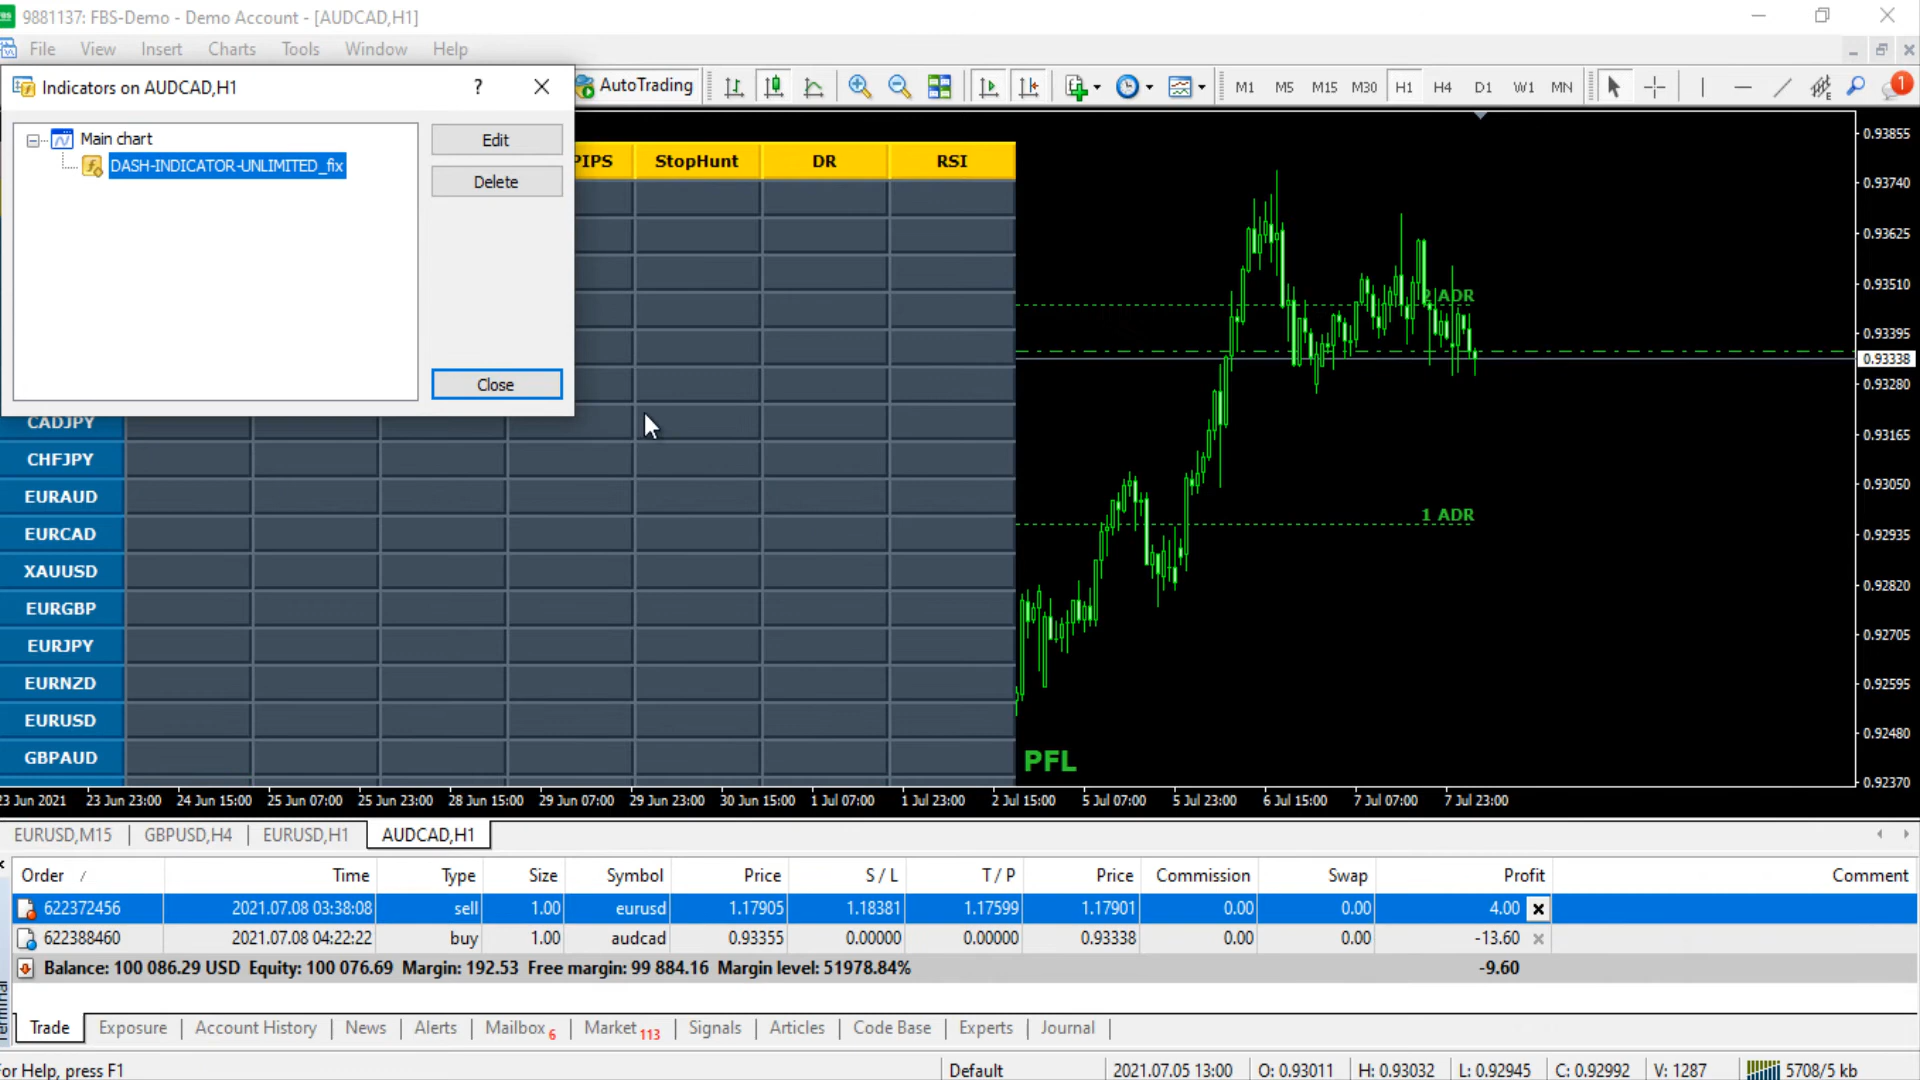 9881137: FBS-Demo - Demo Account - [AUDCAD,H1]
File View Insert Charts Tools Window Help
Indicators on AUDCAD,H1 ?
AutoTrading M1 M5 M15 M30 H1 H4 D1 W1 MN 1
Main chart
DASH-INDICATOR-UNLIMITED_fix
Edit
Delete
Close
PIPS StopHunt DR RSI
CADJPY
CHFJPY
EURAUD
EURCAD
XAUUSD
EURGBP
EURJPY
EURNZD
EURUSD
GBPAUD
2 ADR
1 ADR
PFL
0.93855
0.93740
0.93625
0.93510
0.93395
0.93338
0.93280
0.93165
0.93050
0.92935
0.92820
0.92705
0.92595
0.92480
0.92370
23 Jun 2021 23 Jun 23:00 24 Jun 15:00 25 Jun 07:00 25 Jun 23:00 28 Jun 15:00 29 Jun 07:00 29 Jun 23:00 30 Jun 15:00 1 Jul 07:00 1 Jul 23:00 2 Jul 15:00 5 Jul 07:00 5 Jul 23:00 6 Jul 15:00 7 Jul 07:00 7 Jul 23:00
EURUSD,M15 GBPUSD,H4 EURUSD,H1 AUDCAD,H1
Order / Time Type Size Symbol Price S / L T / P Price Commission Swap Profit Comment
622372456 2021.07.08 03:38:08 sell 1.00 eurusd 1.17905 1.18381 1.17599 1.17901 0.00 0.00 4.00
622388460 2021.07.08 04:22:22 buy 1.00 audcad 0.93355 0.00000 0.00000 0.93338 0.00 0.00 -13.60
Balance: 100 086.29 USD Equity: 100 076.69 Margin: 192.53 Free margin: 99 884.16 Margin level: 51978.84% -9.60
Terminal
Trade Exposure Account History News Alerts Mailbox 6 Market 113 Signals Articles Code Base Experts Journal
For Help, press F1 Default 2021.07.05 13:00 O: 0.93011 H: 0.93032 L: 0.92945 C: 0.92992 V: 1287 5708/5 kb